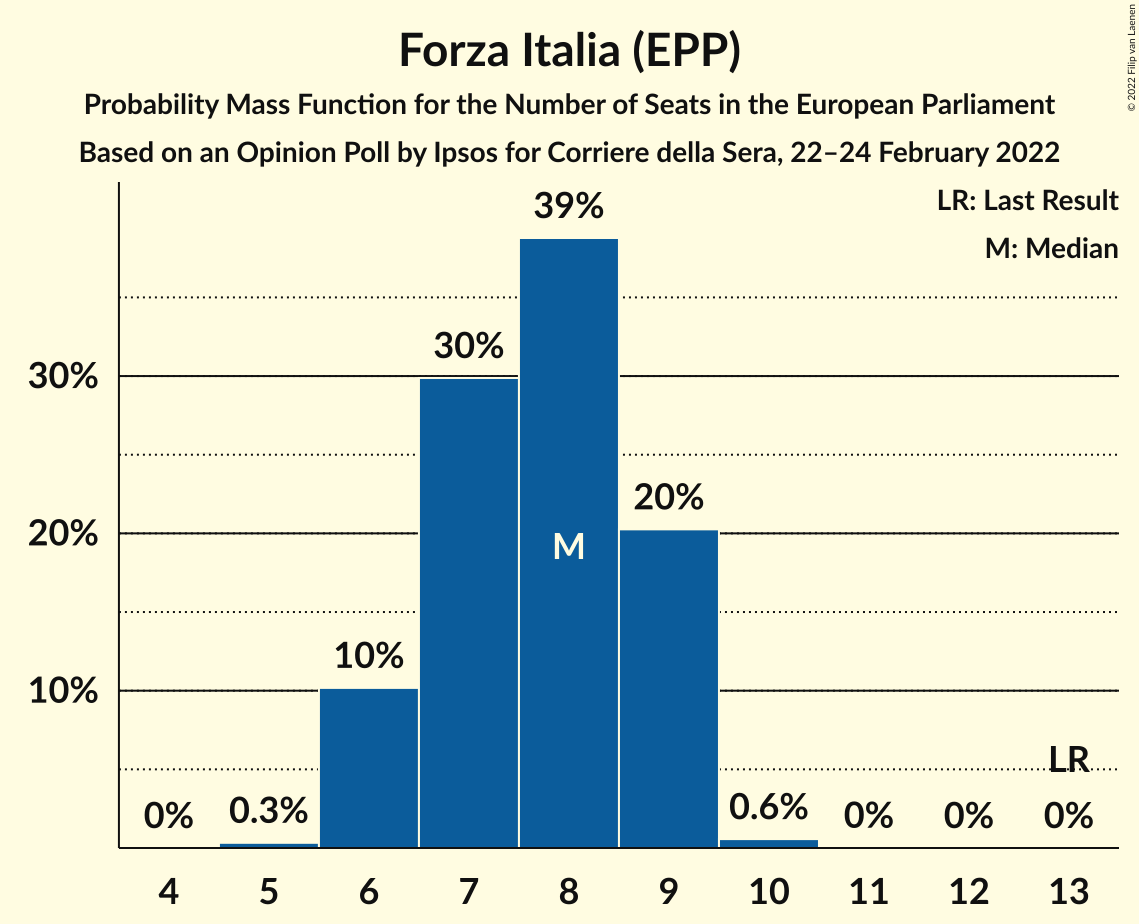 Forza Italia (EPP)
Probability Mass Function for the Number of Seats in the European Parliament
Based on an Opinion Poll by Ipsos for Corriere della Sera, 22–24 February 2022
© 2022 Filip van Laenen
LR: Last Result
M: Median
39%
30%
30%
20%
20%
M
10%
10%
LR
0% 0.3% 0.6% 0% 0% 0%
4 5 6 7 8 9 10 11 12 13